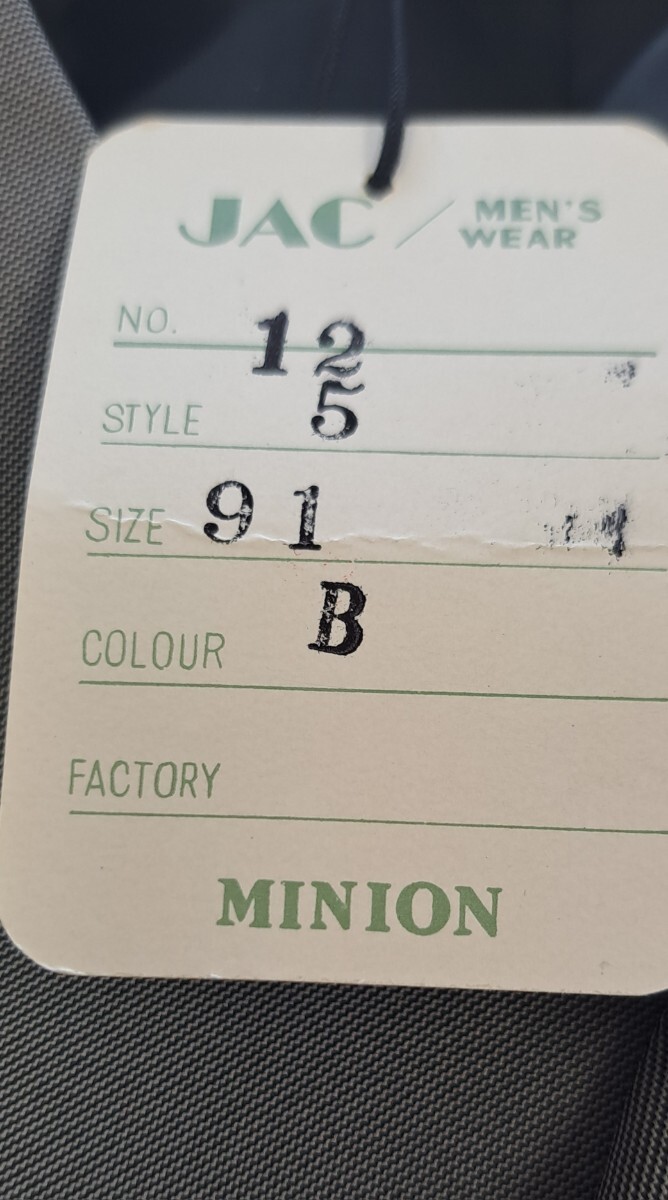 JAC / MEN'S
WEAR
NO. 12
STYLE 5
SIZE 91
COLOUR B
FACTORY
MINION